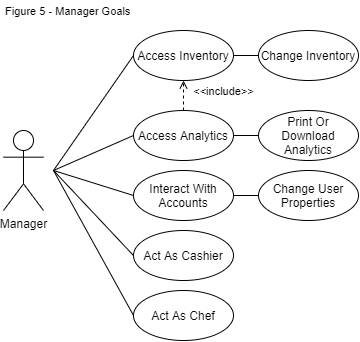 Figure 5 - Manager Goals
Access Inventory
Change Inventory
<<include>>
Access Analytics
Print Or
Download
Analytics
Manager
Interact With
Accounts
Change User
Properties
Act As Cashier
Act As Chef